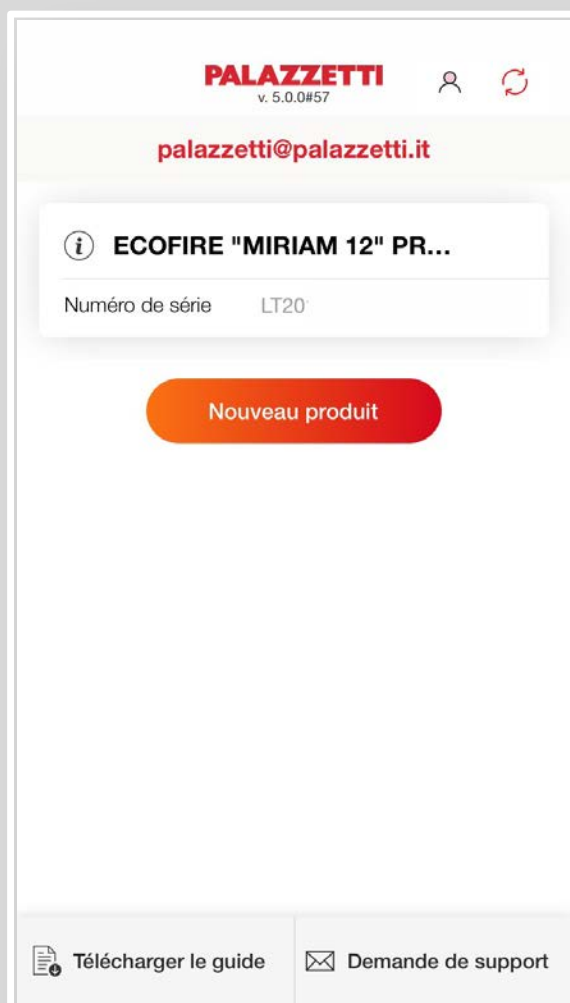 PALAZZETTI
v. 5.0.0#57
palazzetti@palazzetti.it
i ECOFIRE "MIRIAM 12" PR...
Numéro de série LT20
Nouveau produit
Télécharger le guide Demande de support